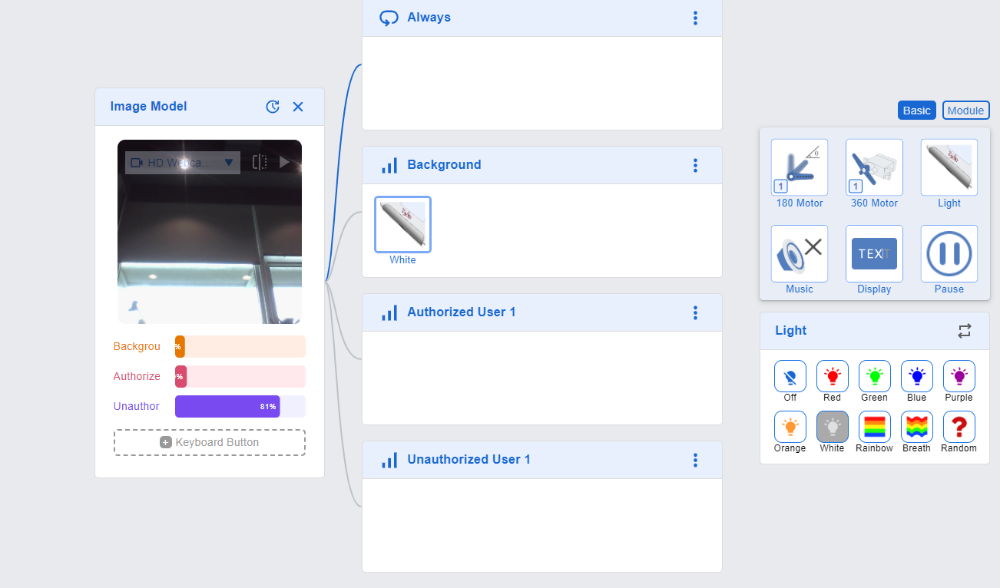 Always
Image Model
HD Webca...
Backgrou
%
Authorize
%
Unauthor
81%
+ Keyboard Button
Background
White
Authorized User 1
Unauthorized User 1
Basic
Module
1
180 Motor
1
360 Motor
Light
Music
TEXT
Display
Pause
Light
Off
Red
Green
Blue
Purple
Orange
White
Rainbow
Breath
?
Random